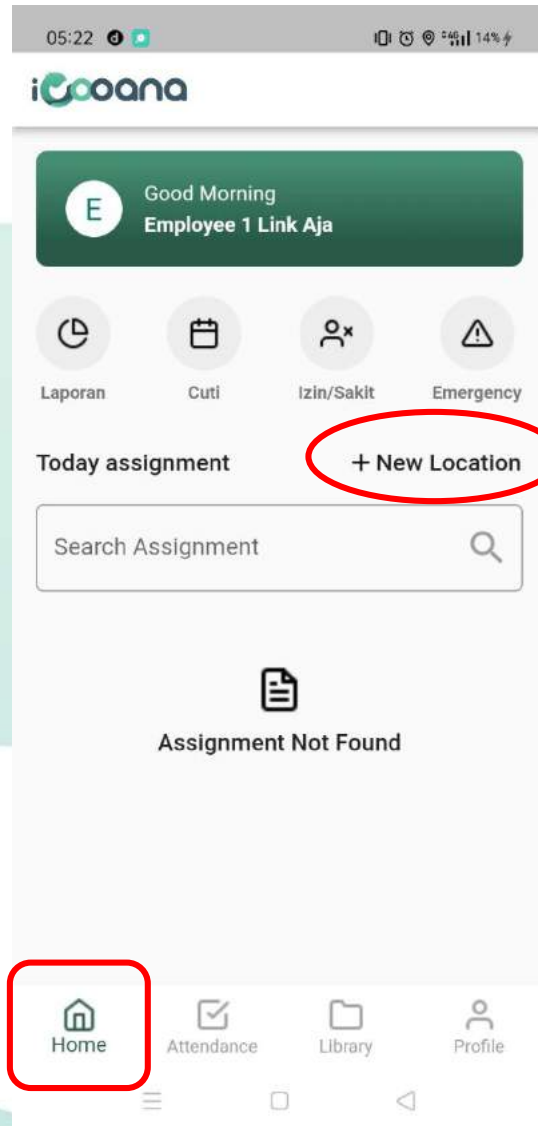 05:22 14%
icooana
Good Morning
E
Employee 1 Link Aja
Laporan Cuti Izin/Sakit Emergency
Today assignment + New Location
Search Assignment
Assignment Not Found
Home Attendance Library Profile